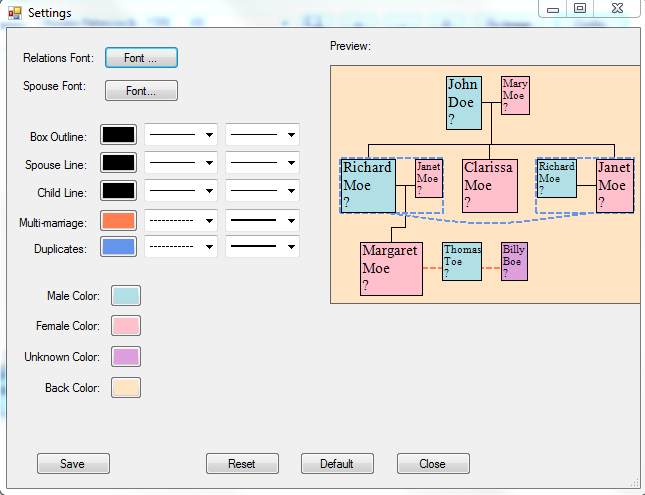 Settings
Preview:
Relations Font:
Font ...
Spouse Font:
Font...
Box Outline:
Spouse Line:
Child Line:
Multi-marriage:
Duplicates:
Male Color:
Female Color:
Unknown Color:
Back Color:
John
Doe
?
Mary
Moe
?
Richard
Moe
?
Janet
Moe
?
Clarissa
Moe
?
Richard
Moe
?
Janet
Moe
?
Margaret
Moe
?
Thomas
Toe
?
Billy
Boe
?
Save
Reset
Default
Close